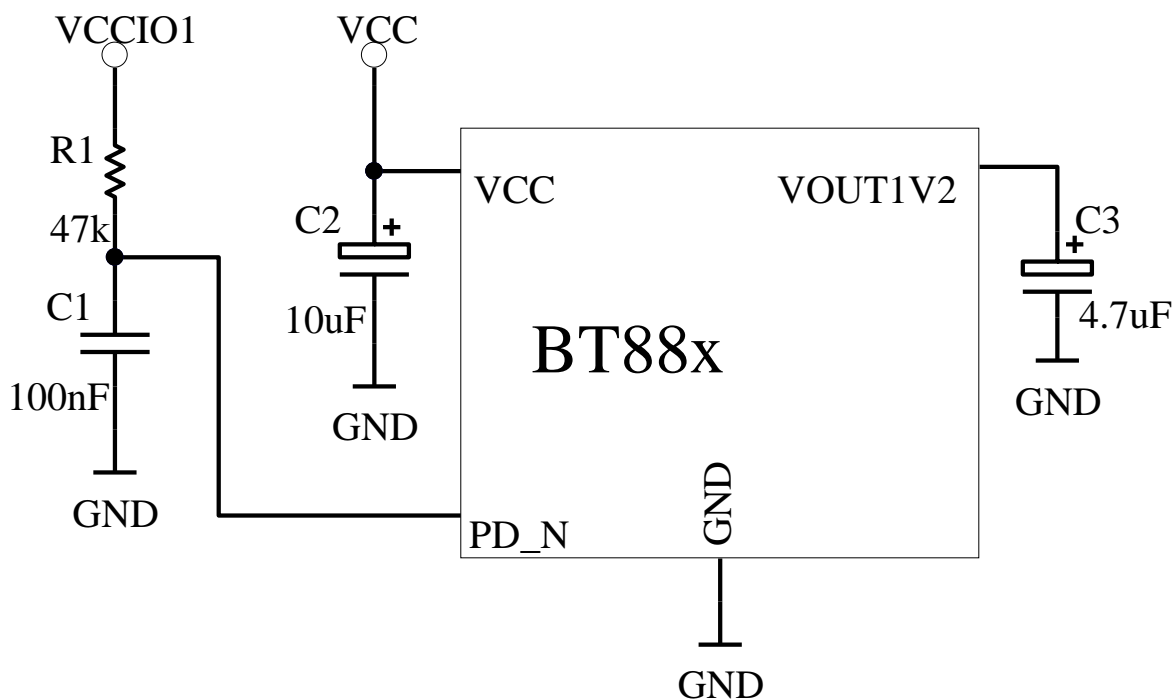 VCCIO1
VCC
R1
47k
C1
100nF
GND
C2
+
10uF
GND
VCC
VOUT1V2
BT88x
PD_N
GND
GND
C3
+
4.7uF
GND